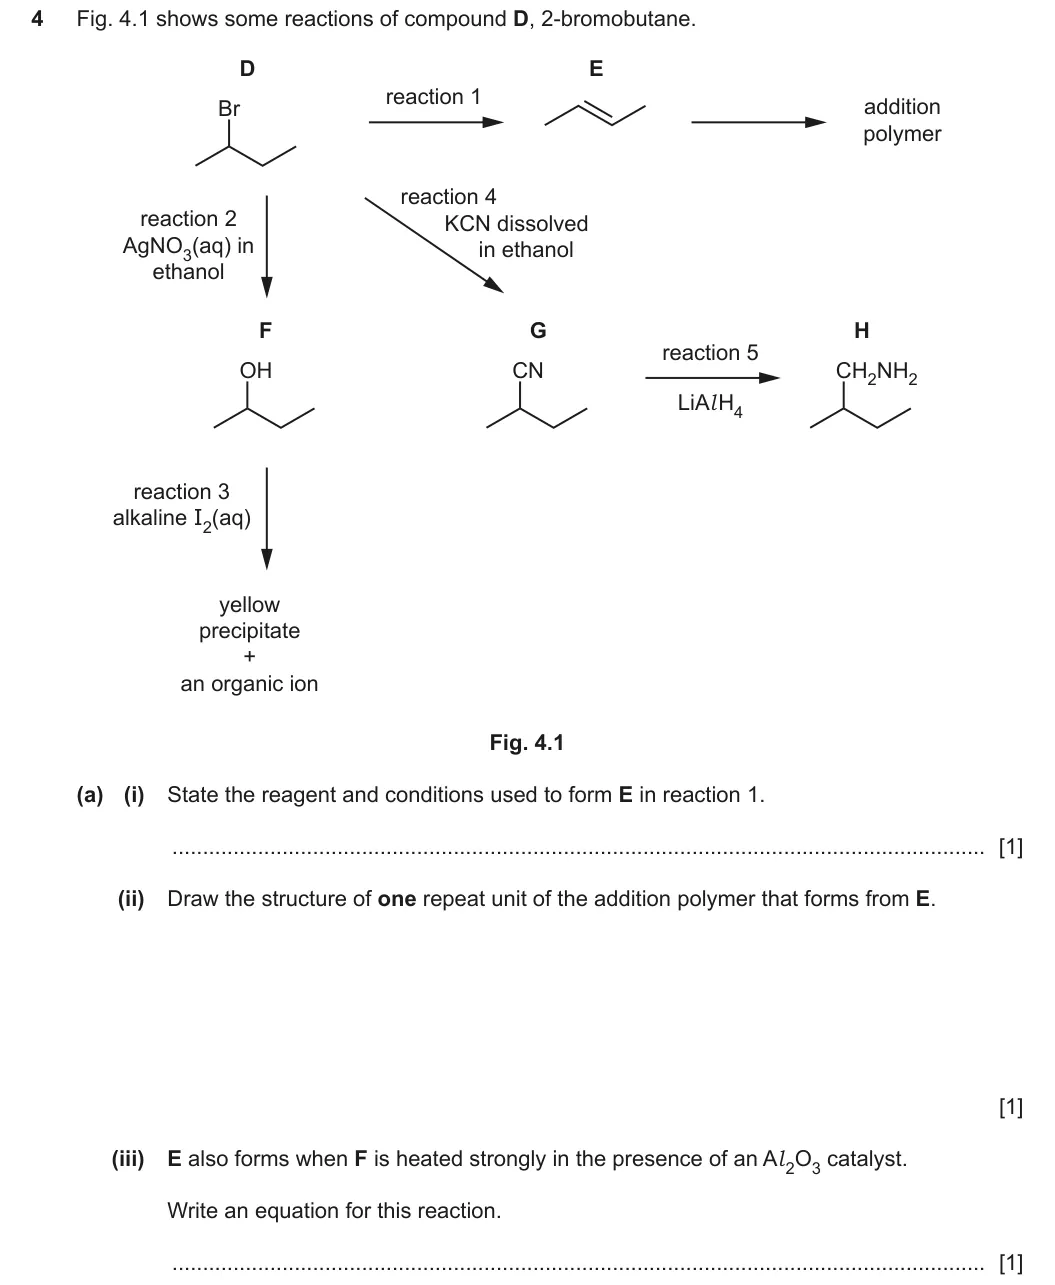 4 Fig. 4.1 shows some reactions of compound D, 2-bromobutane.
D
E
Br
reaction 1
addition
polymer
reaction 4
KCN dissolved
in ethanol
reaction 2
AgNO₃(aq) in
ethanol
F
G
H
OH
CN
reaction 5
LiAlH₄
CH₂NH₂
reaction 3
alkaline I₂(aq)
yellow
precipitate
+
an organic ion
Fig. 4.1
(a) (i) State the reagent and conditions used to form E in reaction 1.
[1]
(ii) Draw the structure of one repeat unit of the addition polymer that forms from E.
[1]
(iii) E also forms when F is heated strongly in the presence of an Al₂O₃ catalyst.
Write an equation for this reaction.
[1]